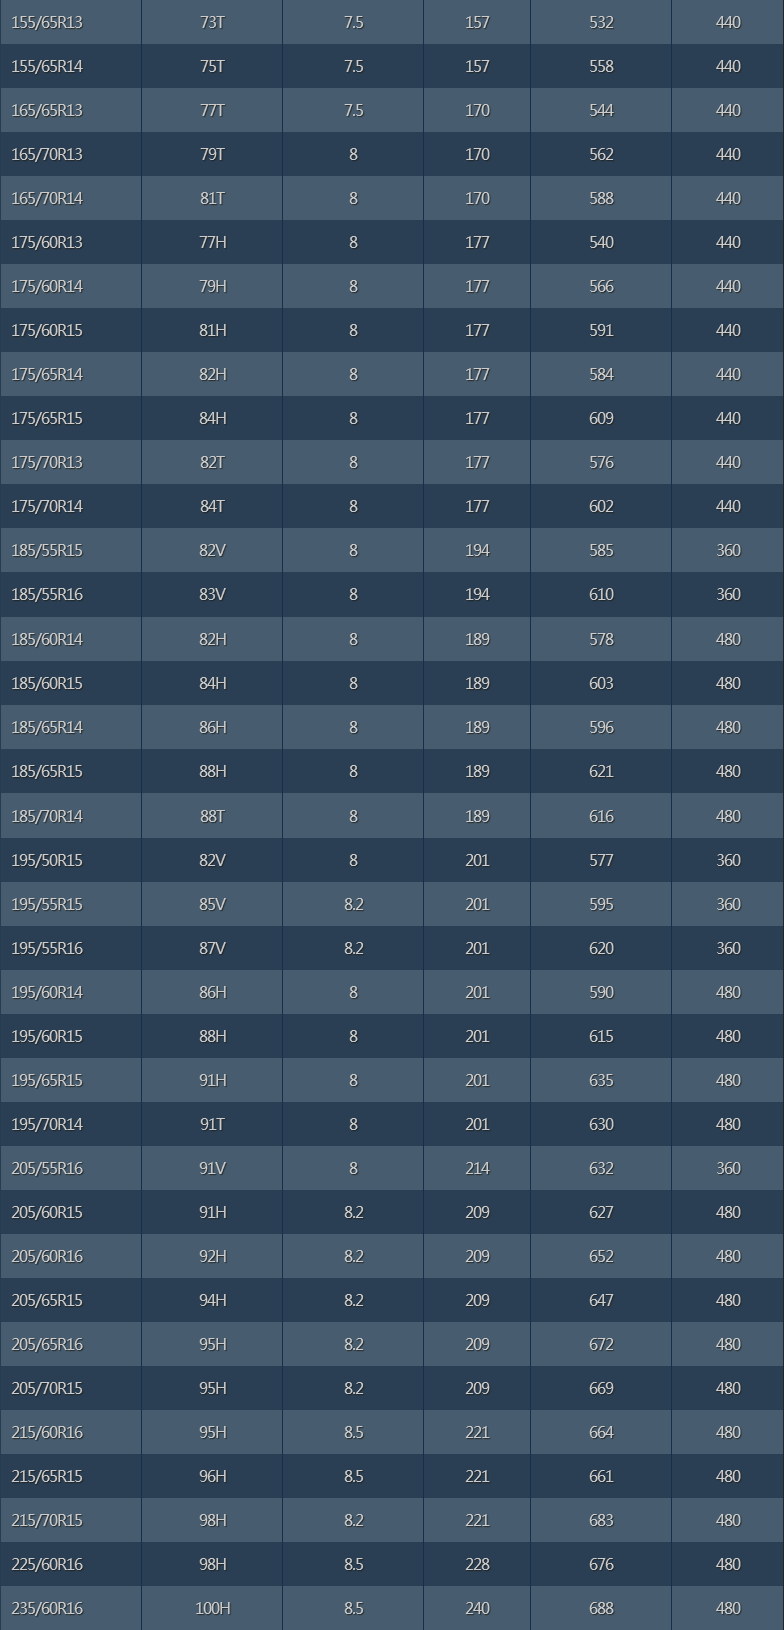 155/65R13 73T 7.5 157 532 440
155/65R14 75T 7.5 157 558 440
165/65R13 77T 7.5 170 544 440
165/70R13 79T 8 170 562 440
165/70R14 81T 8 170 588 440
175/60R13 77H 8 177 540 440
175/60R14 79H 8 177 566 440
175/60R15 81H 8 177 591 440
175/65R14 82H 8 177 584 440
175/65R15 84H 8 177 609 440
175/70R13 82T 8 177 576 440
175/70R14 84T 8 177 602 440
185/55R15 82V 8 194 585 360
185/55R16 83V 8 194 610 360
185/60R14 82H 8 189 578 480
185/60R15 84H 8 189 603 480
185/65R14 86H 8 189 596 480
185/65R15 88H 8 189 621 480
185/70R14 88T 8 189 616 480
195/50R15 82V 8 201 577 360
195/55R15 85V 8.2 201 595 360
195/55R16 87V 8.2 201 620 360
195/60R14 86H 8 201 590 480
195/60R15 88H 8 201 615 480
195/65R15 91H 8 201 635 480
195/70R14 91T 8 201 630 480
205/55R16 91V 8 214 632 360
205/60R15 91H 8.2 209 627 480
205/60R16 92H 8.2 209 652 480
205/65R15 94H 8.2 209 647 480
205/65R16 95H 8.2 209 672 480
205/70R15 95H 8.2 209 669 480
215/60R16 95H 8.5 221 664 480
215/65R15 96H 8.5 221 661 480
215/70R15 98H 8.2 221 683 480
225/60R16 98H 8.5 228 676 480
235/60R16 100H 8.5 240 688 480